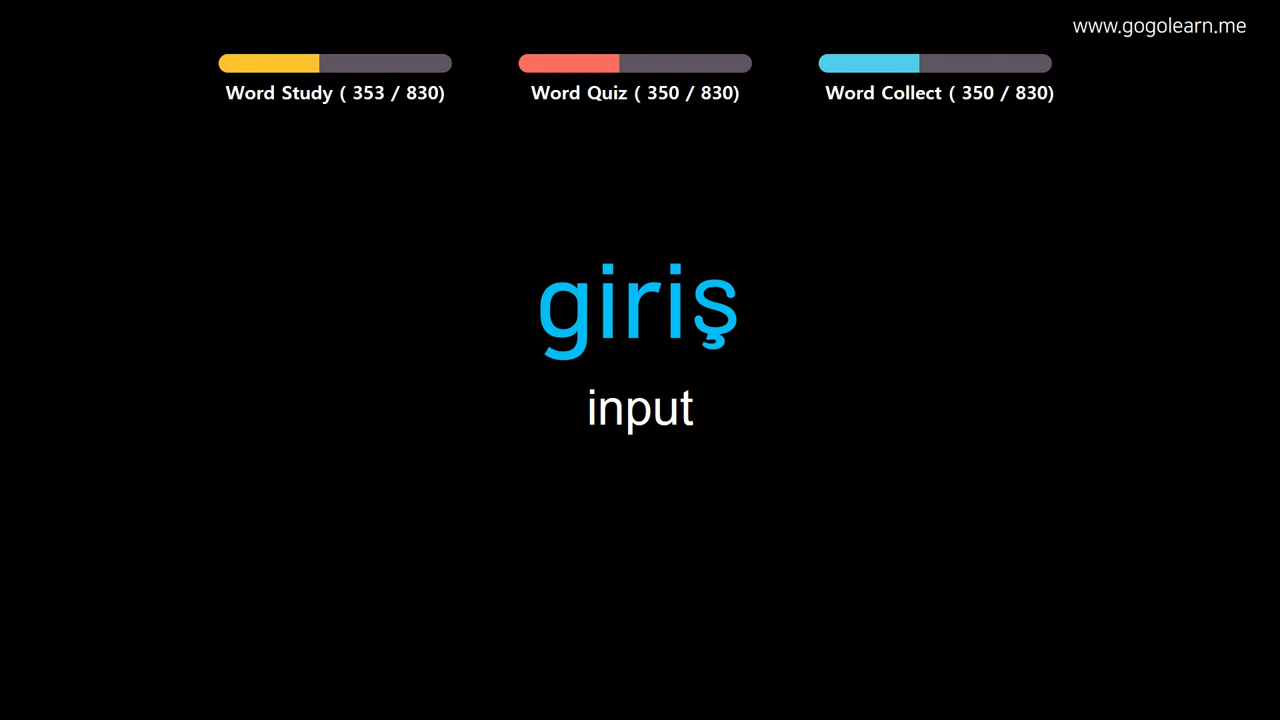 www.gogolearn.me
Word Study ( 353 / 830)
Word Quiz ( 350 / 830)
Word Collect ( 350 / 830)
giriş
input